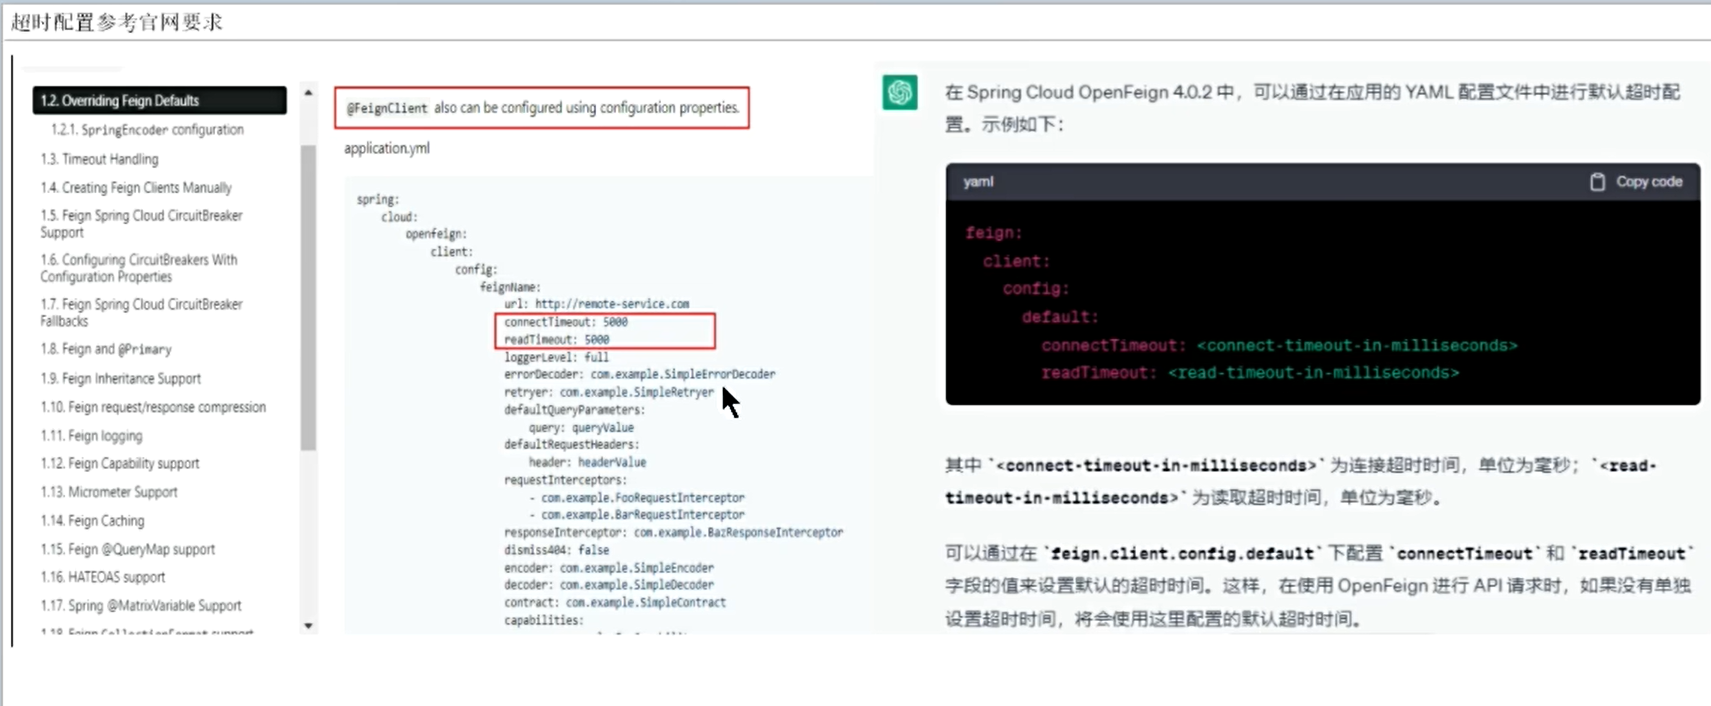 超时配置参考官网要求
1.2. Overriding Feign Defaults
1.2.1. SpringEncoder configuration
1.3. Timeout Handling
1.4. Creating Feign Clients Manually
1.5. Feign Spring Cloud CircuitBreaker
Support
1.6. Configuring CircuitBreakers With
Configuration Properties
1.7. Feign Spring Cloud CircuitBreaker
Fallbacks
1.8. Feign and @Primary
1.9. Feign Inheritance Support
1.10. Feign request/response compression
1.11. Feign logging
1.12. Feign Capability support
1.13. Micrometer Support
1.14. Feign Caching
1.15. Feign @QueryMap support
1.16. HATEOAS support
1.17. Spring @MatrixVariable Support
1.18. Feign CollectionFormat support
@FeignClient also can be configured using configuration properties.
application.yml
spring:
cloud:
openfeign:
client:
config:
feignName:
url: http://remote-service.com
connectTimeout: 5000
readTimeout: 5000
loggerLevel: full
errorDecoder: com.example.SimpleErrorDecoder
retryer: com.example.SimpleRetryer
defaultQueryParameters:
query: queryValue
defaultRequestHeaders:
header: headerValue
requestInterceptors:
- com.example.FooRequestInterceptor
- com.example.BarRequestInterceptor
responseInterceptor: com.example.BazResponseInterceptor
dismiss404: false
encoder: com.example.SimpleEncoder
decoder: com.example.SimpleDecoder
contract: com.example.SimpleContract
capabilities:
在 Spring Cloud OpenFeign 4.0.2 中，可以通过在应用的 YAML 配置文件中进行默认超时配
置。示例如下：
yaml
Copy code
feign:
client:
config:
default:
connectTimeout: <connect-timeout-in-milliseconds>
readTimeout: <read-timeout-in-milliseconds>
其中 `<connect-timeout-in-milliseconds>` 为连接超时时间，单位为毫秒；`<read-
timeout-in-milliseconds>` 为读取超时时间，单位为毫秒。
可以通过在 `feign.client.config.default` 下配置 `connectTimeout` 和 `readTimeout`
字段的值来设置默认的超时时间。这样，在使用 OpenFeign 进行 API 请求时，如果没有单独
设置超时时间，将会使用这里配置的默认超时时间。